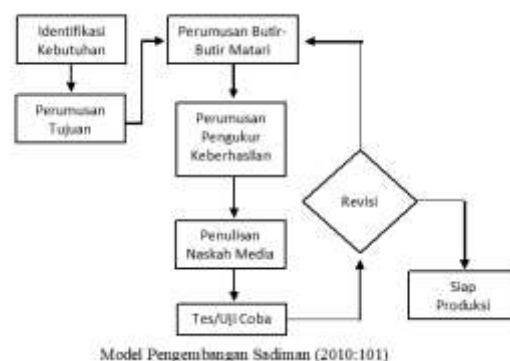 Identifikasi
Kebutuhan
Perumusan
Tujuan
Perumusan Butir-
Butir Matari
Perumusan
Pengukur
Keberhasilan
Penulisan
Naskah Media
Tes/Uji Coba
Revisi
Siap
Produksi
Model Pengembangan Sadiman (2010:101)